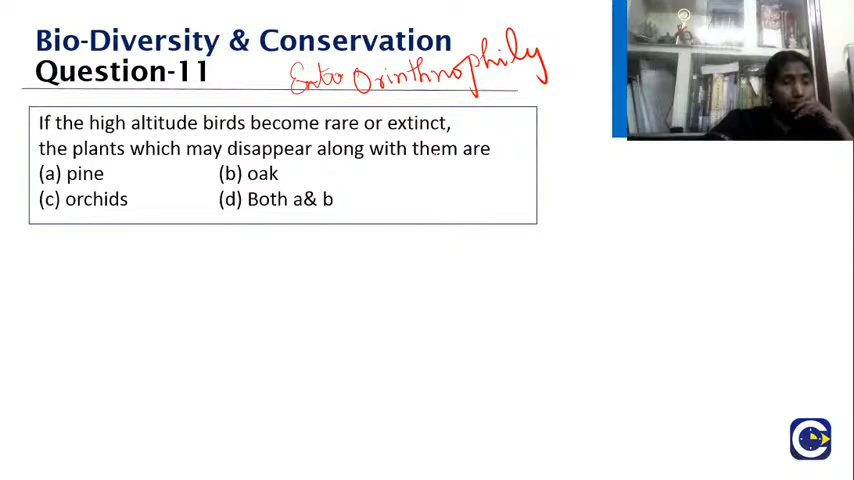 Bio-Diversity & Conservation
Question-11
Ento Orinthnophily
If the high altitude birds become rare or extinct,
the plants which may disappear along with them are
(a) pine (b) oak
(c) orchids (d) Both a& b